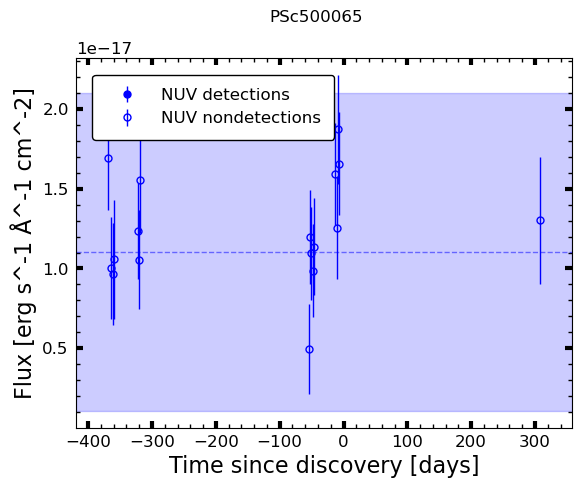 PSc500065
1e−17
NUV detections
NUV nondetections
2.0
1.5
1.0
0.5
Flux [erg s^-1 Å^-1 cm^-2]
−400 −300 −200 −100 0 100 200 300
Time since discovery [days]